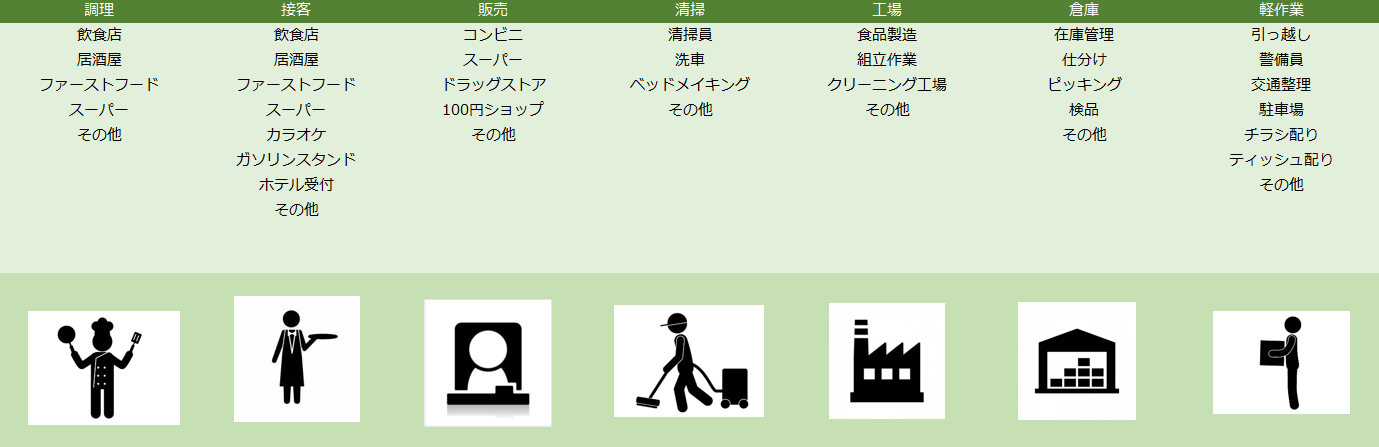 調理 接客 販売 清掃 工場 倉庫 軽作業
飲食店 飲食店 コンビニ 清掃員 食品製造 在庫管理 引っ越し
居酒屋 居酒屋 スーパー 洗車 組立作業 仕分け 警備員
ファーストフード ファーストフード ドラッグストア ベッドメイキング クリーニング工場 ピッキング 交通整理
スーパー スーパー 100円ショップ その他 その他 検品 駐車場
その他 カラオケ その他 その他 チラシ配り
ガソリンスタンド ティッシュ配り
ホテル受付 その他
その他